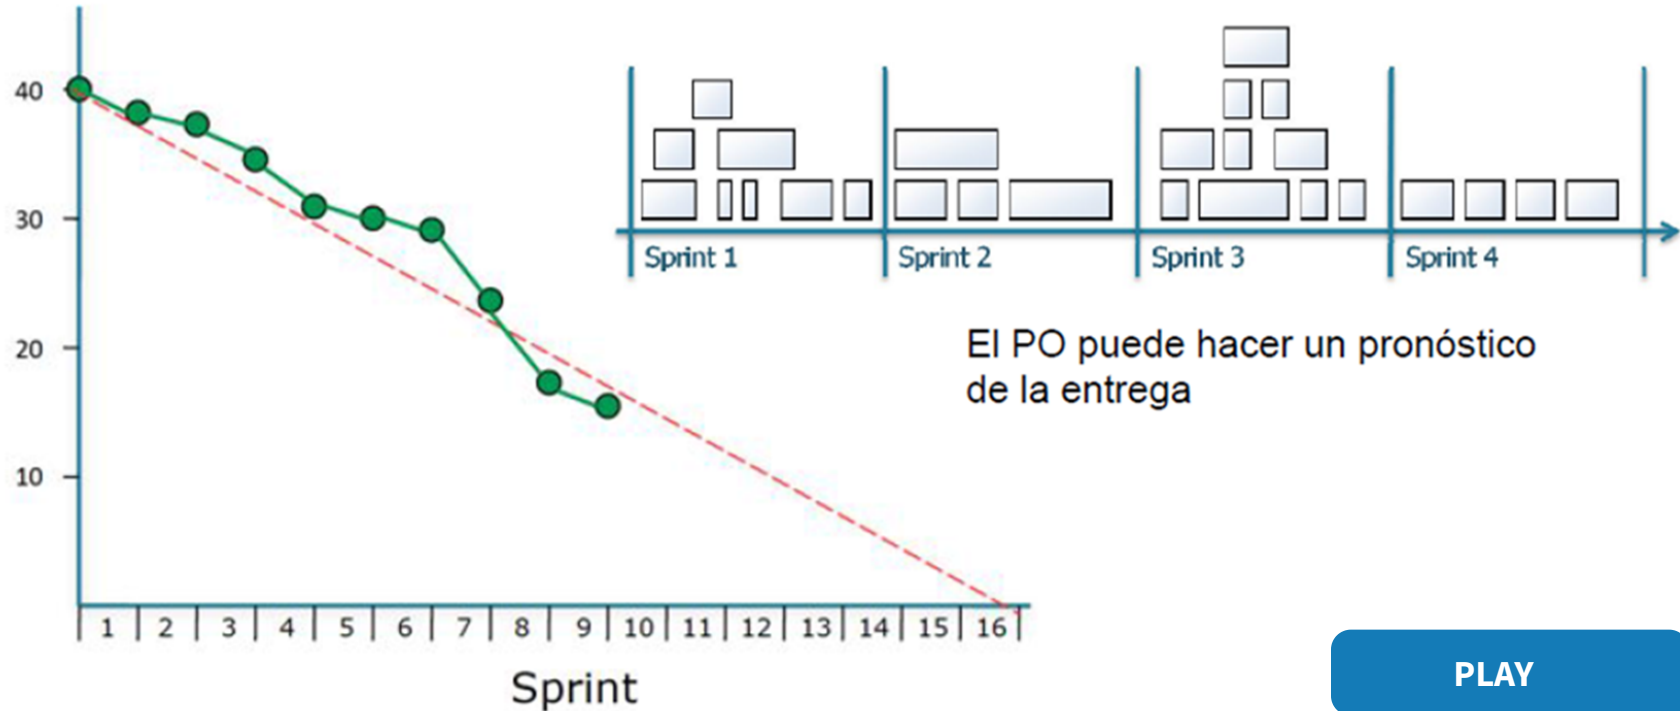 40
30
20
10
1 2 3 4 5 6 7 8 9 10 11 12 13 14 15 16
Sprint
Sprint 1 Sprint 2 Sprint 3 Sprint 4
El PO puede hacer un pronóstico
de la entrega
PLAY